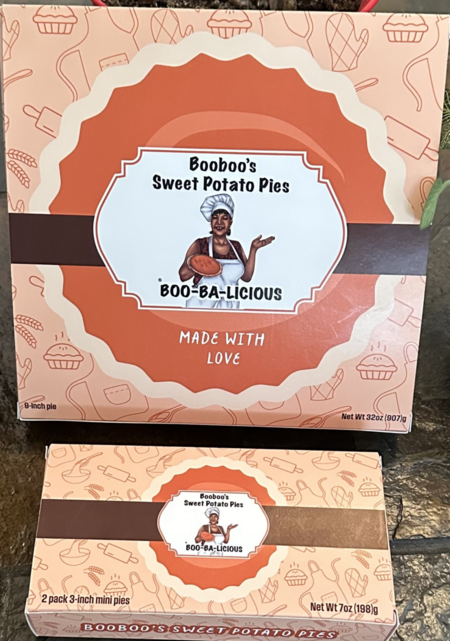 Booboo's
Sweet Potato Pies
BOO-BA-LICIOUS
MADE WITH
LOVE
9-inch pie
Net Wt 32oz (907)g
Booboo's
Sweet Potato Pies
BOO-BA-LICIOUS
2 pack 3-inch mini pies
Net Wt 7oz (198)g
BOOBOO'S SWEET POTATO PIES